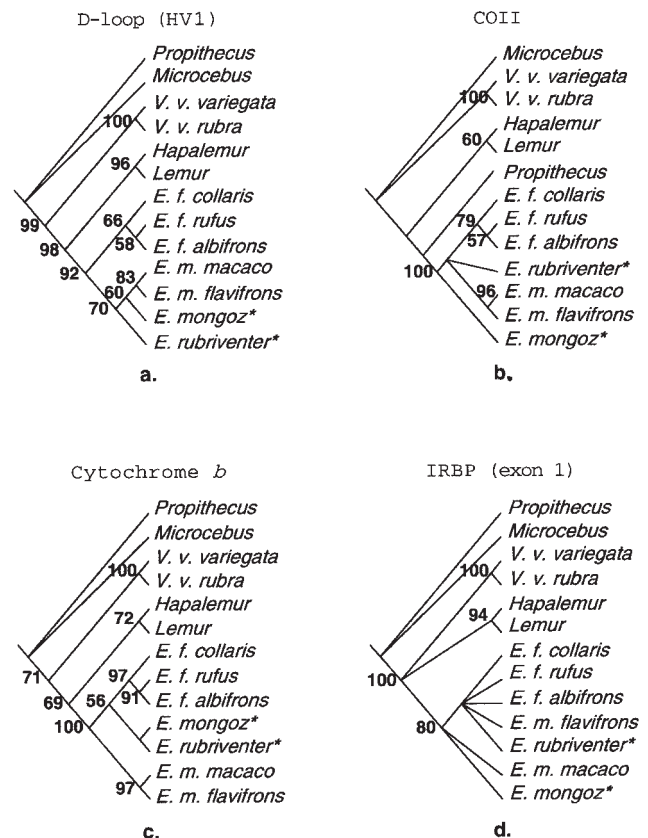 D-loop (HV1)
Propithecus
Microcebus
V. v. variegata
100
V. v. rubra
Hapalemur
96
Lemur
E. f. collaris
66
E. f. rufus
99
58
E. f. albifrons
98
E. m. macaco
92
83
60
E. m. flavifrons
70
E. mongoz*
E. rubriventer*
a.
COII
Microcebus
V. v. variegata
100
V. v. rubra
Hapalemur
60
Lemur
Propithecus
E. f. collaris
79
E. f. rufus
57
E. f. albifrons
100
E. rubriventer*
96
E. m. macaco
E. m. flavifrons
E. mongoz*
b.
Cytochrome b
Propithecus
Microcebus
V. v. variegata
100
V. v. rubra
Hapalemur
72
Lemur
E. f. collaris
97
E. f. rufus
71
91
E. f. albifrons
69
56
E. mongoz*
100
E. rubriventer*
E. m. macaco
97
E. m. flavifrons
c.
IRBP (exon 1)
Propithecus
Microcebus
V. v. variegata
100
V. v. rubra
Hapalemur
94
Lemur
E. f. collaris
E. f. rufus
100
E. f. albifrons
E. m. flavifrons
80
E. rubriventer*
E. m. macaco
E. mongoz*
d.